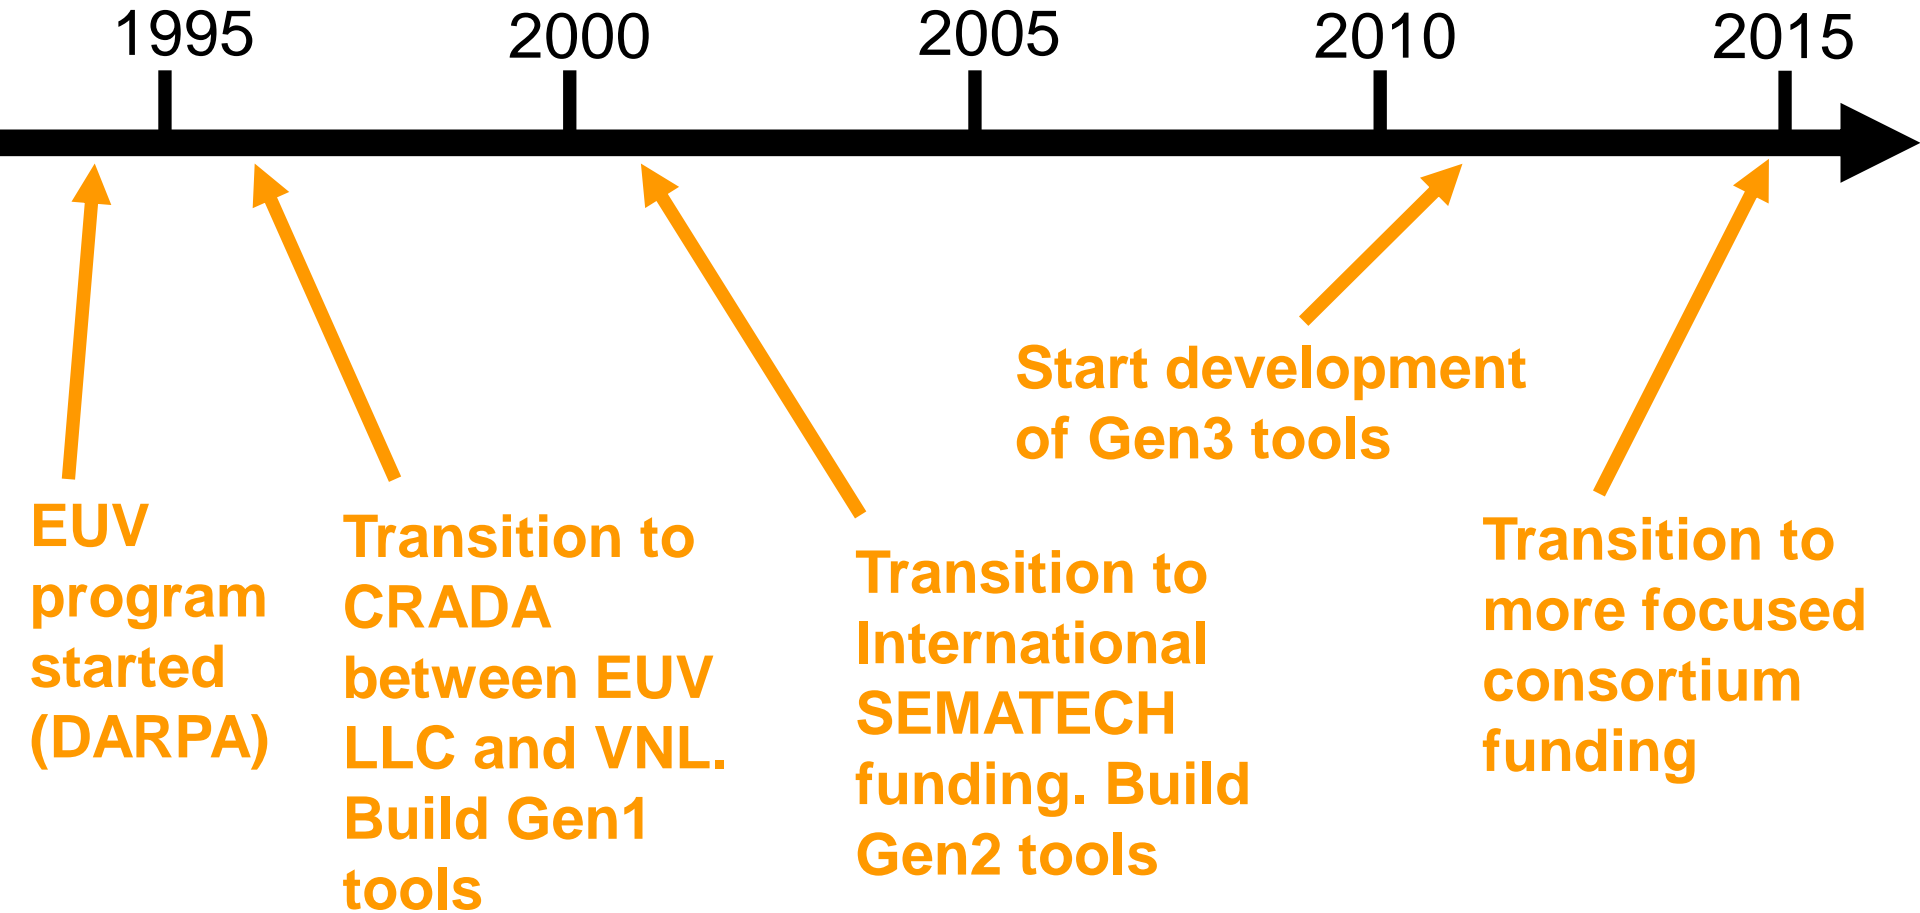 1995 2000 2005 2010 2015
EUV
program
started
(DARPA)
Transition to
CRADA
between EUV
LLC and VNL.
Build Gen1
tools
Transition to
International
SEMATECH
funding. Build
Gen2 tools
Start development
of Gen3 tools
Transition to
more focused
consortium
funding